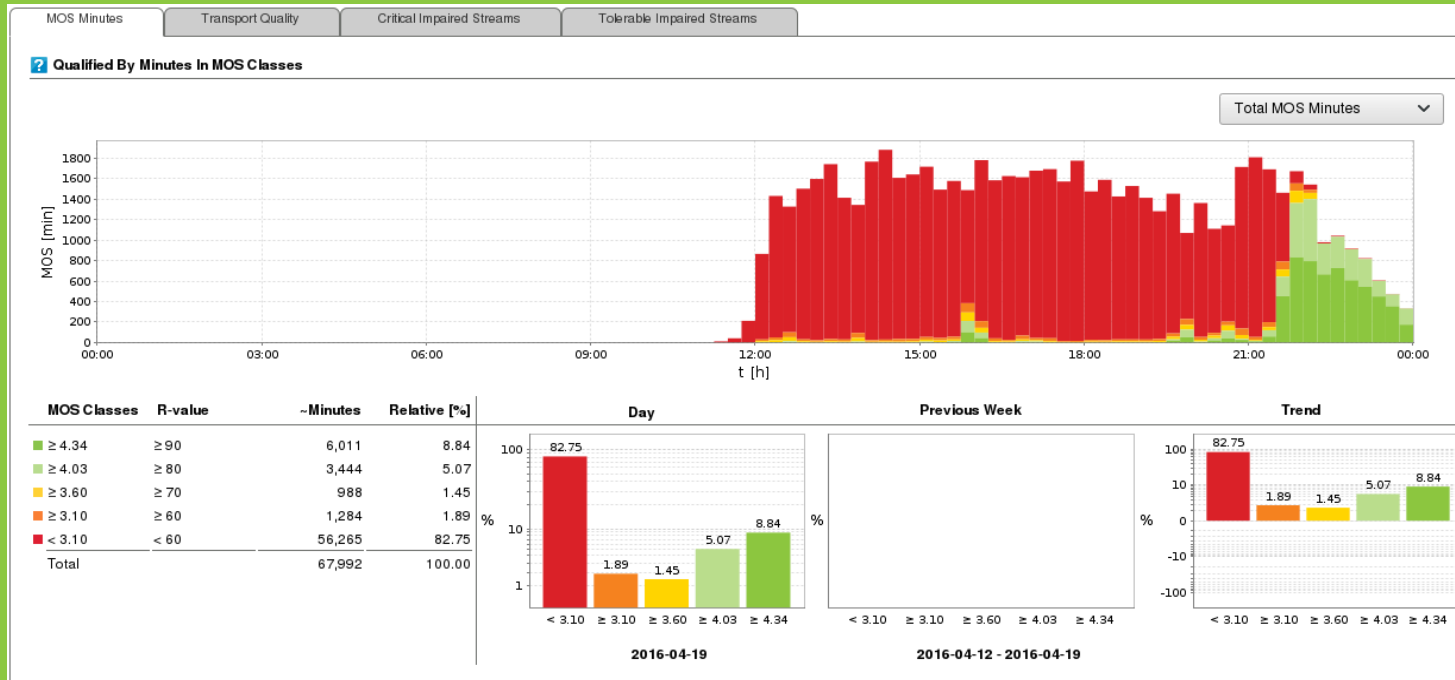 MOS Minutes Transport Quality Critical Impaired Streams Tolerable Impaired Streams
? Qualified By Minutes In MOS Classes
Total MOS Minutes
MOS [min]
1800
1600
1400
1200
1000
800
600
400
200
0
00:00 03:00 06:00 09:00 12:00 15:00 18:00 21:00 00:00
t [h]
MOS Classes R-value ~Minutes Relative [%]
≥ 4.34 ≥ 90 6,011 8.84
≥ 4.03 ≥ 80 3,444 5.07
≥ 3.60 ≥ 70 988 1.45
≥ 3.10 ≥ 60 1,284 1.89
< 3.10 < 60 56,265 82.75
Total 67,992 100.00
Day
%
100
10
1
82.75 1.89 1.45 5.07 8.84
< 3.10 ≥ 3.10 ≥ 3.60 ≥ 4.03 ≥ 4.34
2016-04-19
Previous Week
%
< 3.10 ≥ 3.10 ≥ 3.60 ≥ 4.03 ≥ 4.34
2016-04-12 - 2016-04-19
Trend
%
100
10
0
-10
-100
82.75 1.89 1.45 5.07 8.84
< 3.10 ≥ 3.10 ≥ 3.60 ≥ 4.03 ≥ 4.34